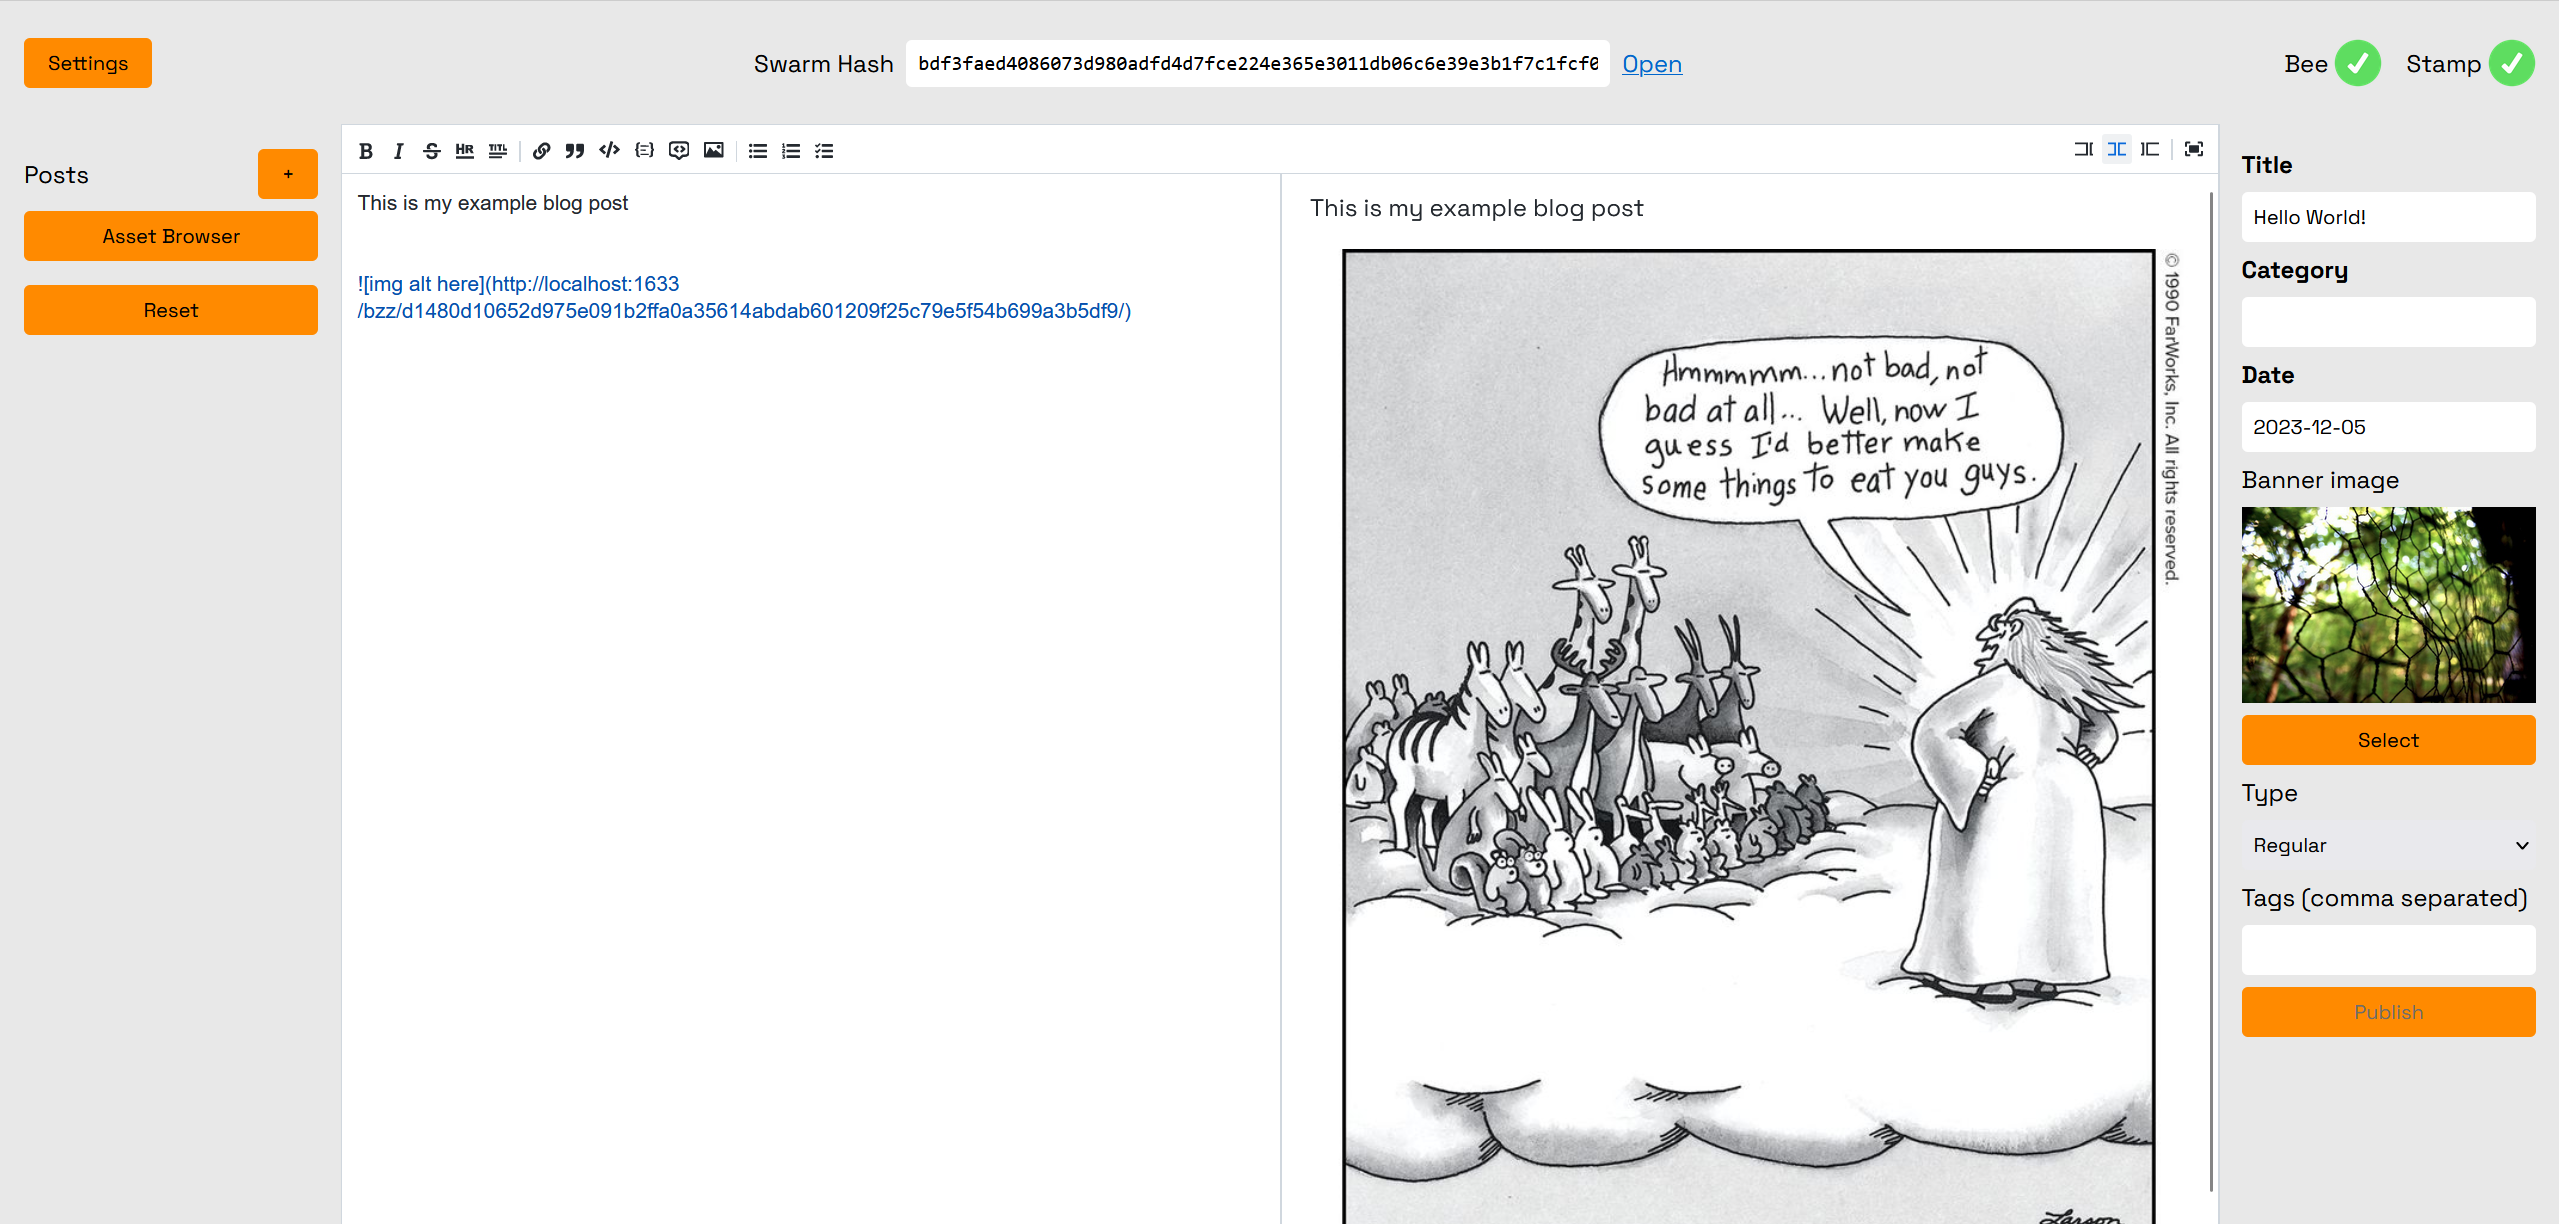 Settings
Swarm Hash
bdf3faed4086073d980adfd4d7fce224e365e3011db06c6e39e3b1f7c1fcf0
Open
Bee
Stamp
Posts
+
Asset Browser
Reset
B I S HR TITL
This is my example blog post
![img alt here](http://localhost:1633
/bzz/d1480d10652d975e091b2ffa0a35614abdab601209f25c79e5f54b699a3b5df9/)
This is my example blog post
Hmmmmm...not bad, not
bad at all... Well, now I
guess I'd better make
some things to eat you guys.
© 1990 FarWorks, Inc. All rights reserved.
Larson
Title
Hello World!
Category
Date
2023-12-05
Banner image
Select
Type
Regular
Tags (comma separated)
Publish